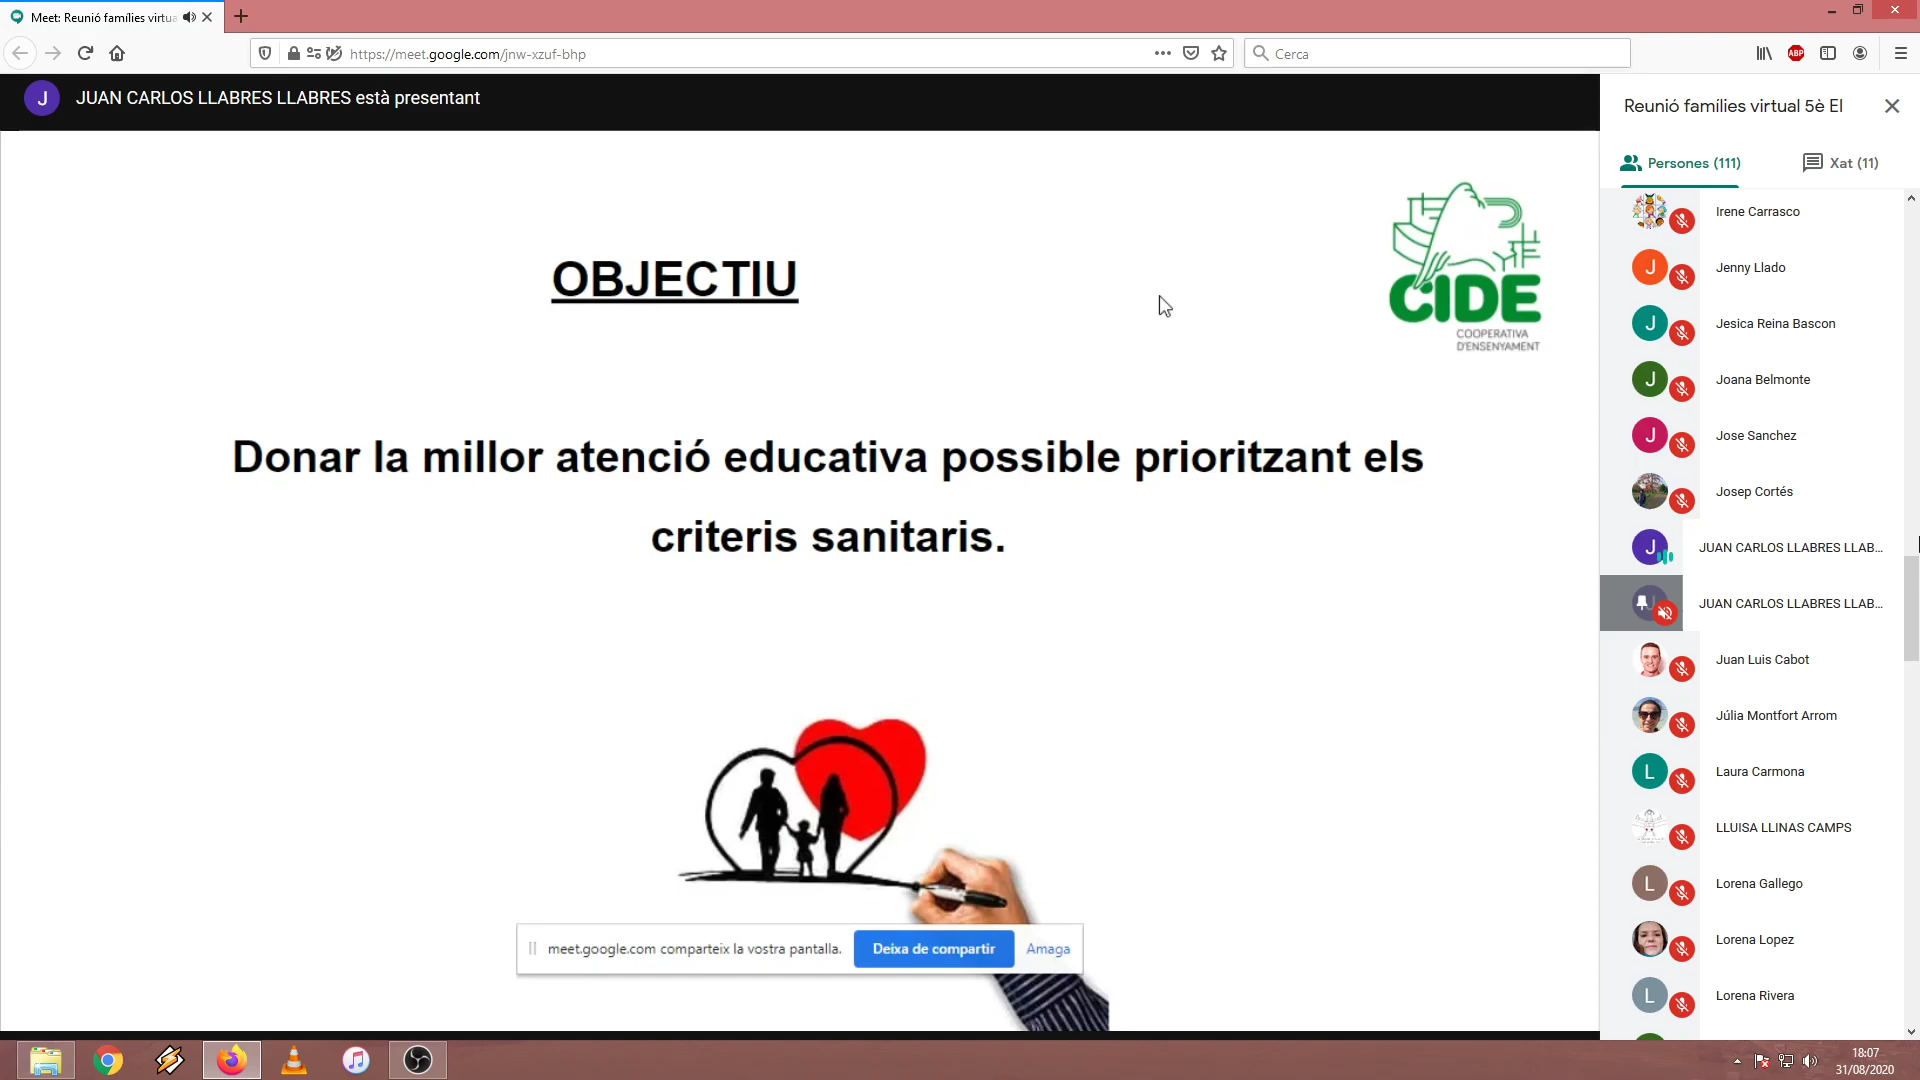 Meet: Reunió famílies virtua
https://meet.google.com/jnw-xzuf-bhp
Cerca
ABP
J
JUAN CARLOS LLABRES LLABRES està presentant
Reunió famílies virtual 5è EI
Persones (111)
Xat (11)
OBJECTIU
CIDE
COOPERATIVA
D'ENSENYAMENT
Donar la millor atenció educativa possible prioritzant els
criteris sanitaris.
meet.google.com comparteix la vostra pantalla.
Deixa de compartir
Amaga
Irene Carrasco
J
Jenny Llado
J
Jesica Reina Bascon
J
Joana Belmonte
J
Jose Sanchez
Josep Cortés
J
JUAN CARLOS LLABRES LLAB...
J
JUAN CARLOS LLABRES LLAB...
Juan Luis Cabot
Júlia Montfort Arrom
L
Laura Carmona
LLUISA LLINAS CAMPS
L
Lorena Gallego
Lorena Lopez
L
Lorena Rivera
18:07
31/08/2020